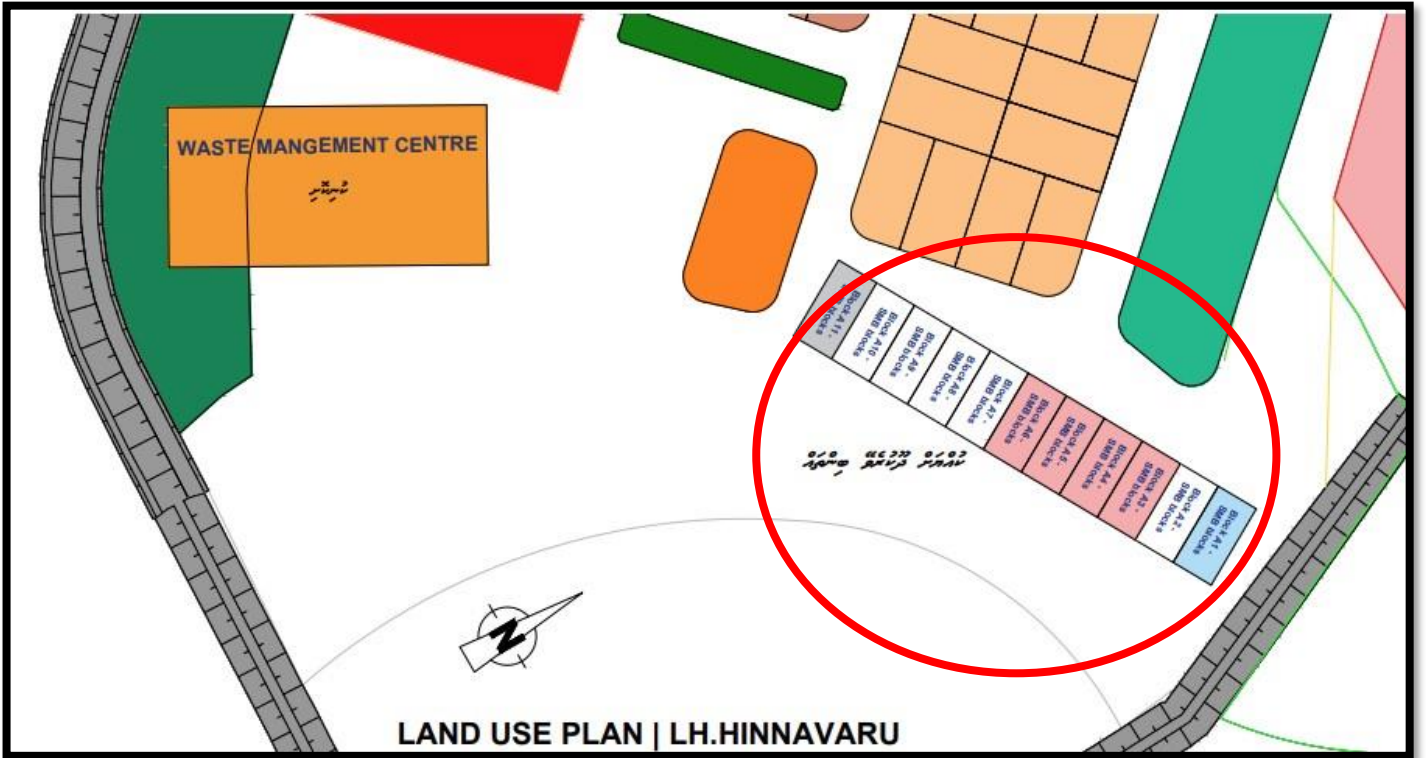 WASTE MANGEMENT CENTRE
ކުނިކޮށި
Block A11 -
blocks
Block A10 -
SMB blocks
Block A9 -
SMB blocks
Block A8 -
SMB blocks
Block A7 -
SMB blocks
Block A6 -
SMB blocks
Block A5 -
SMB blocks
Block A4 -
SMB blocks
Block A3 -
SMB blocks
Block A2 -
SMB blocks
Block A1 -
SMB blocks
ކުއްޔަށް ދޫކުރެވޭ ބިންތައް
N
LAND USE PLAN | LH.HINNAVARU